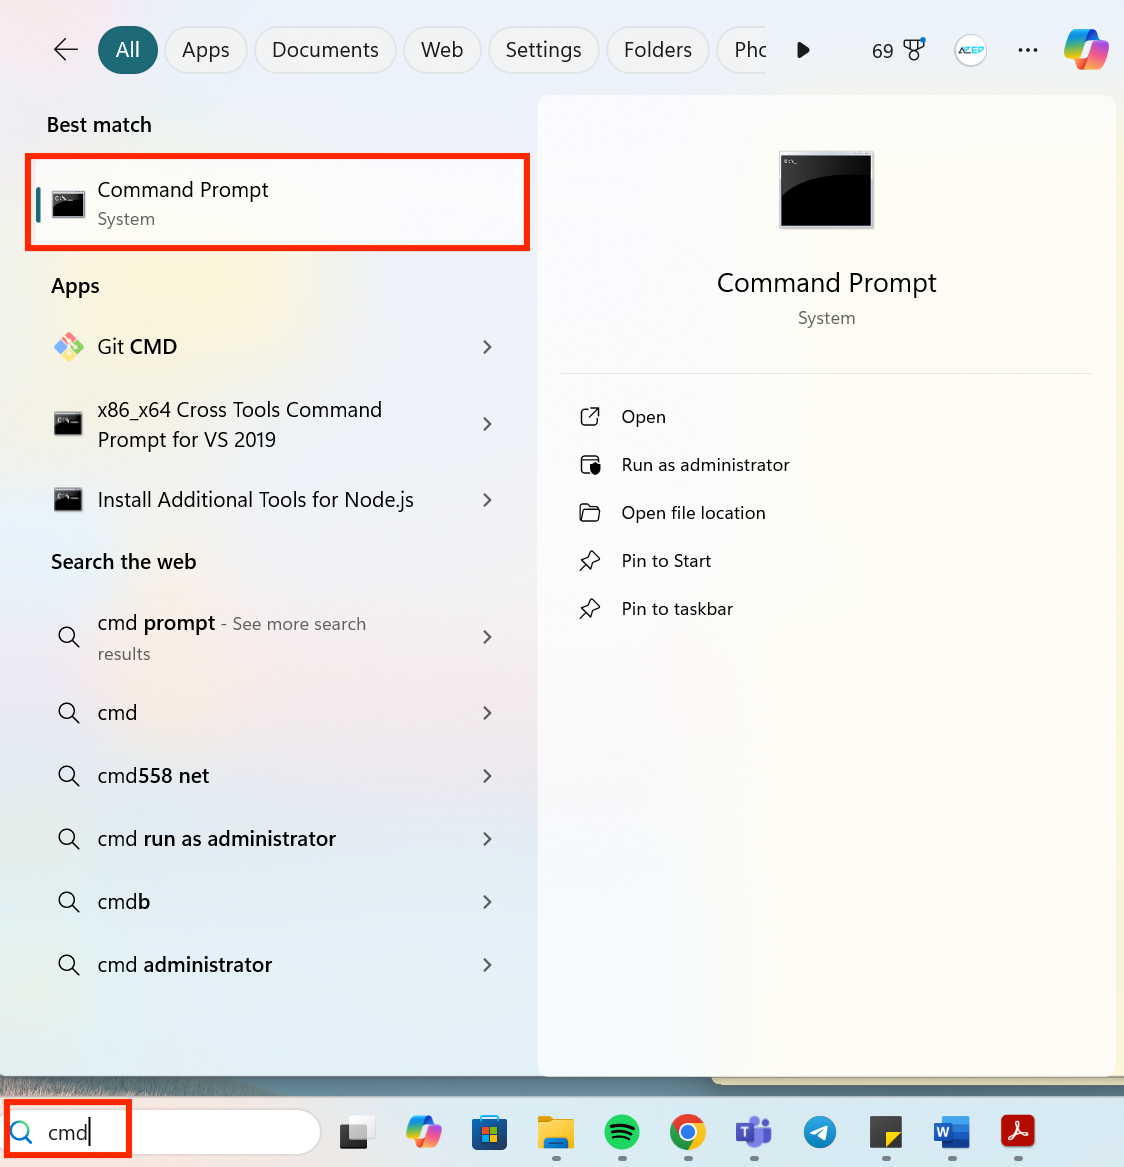 All
Apps
Documents
Web
Settings
Folders
Pho
69
AZEP
Best match
Command Prompt
System
Apps
Git CMD
x86_x64 Cross Tools Command
Prompt for VS 2019
Install Additional Tools for Node.js
Search the web
cmd prompt - See more search
results
cmd
cmd558 net
cmd run as administrator
cmdb
cmd administrator
Command Prompt
System
Open
Run as administrator
Open file location
Pin to Start
Pin to taskbar
cmd